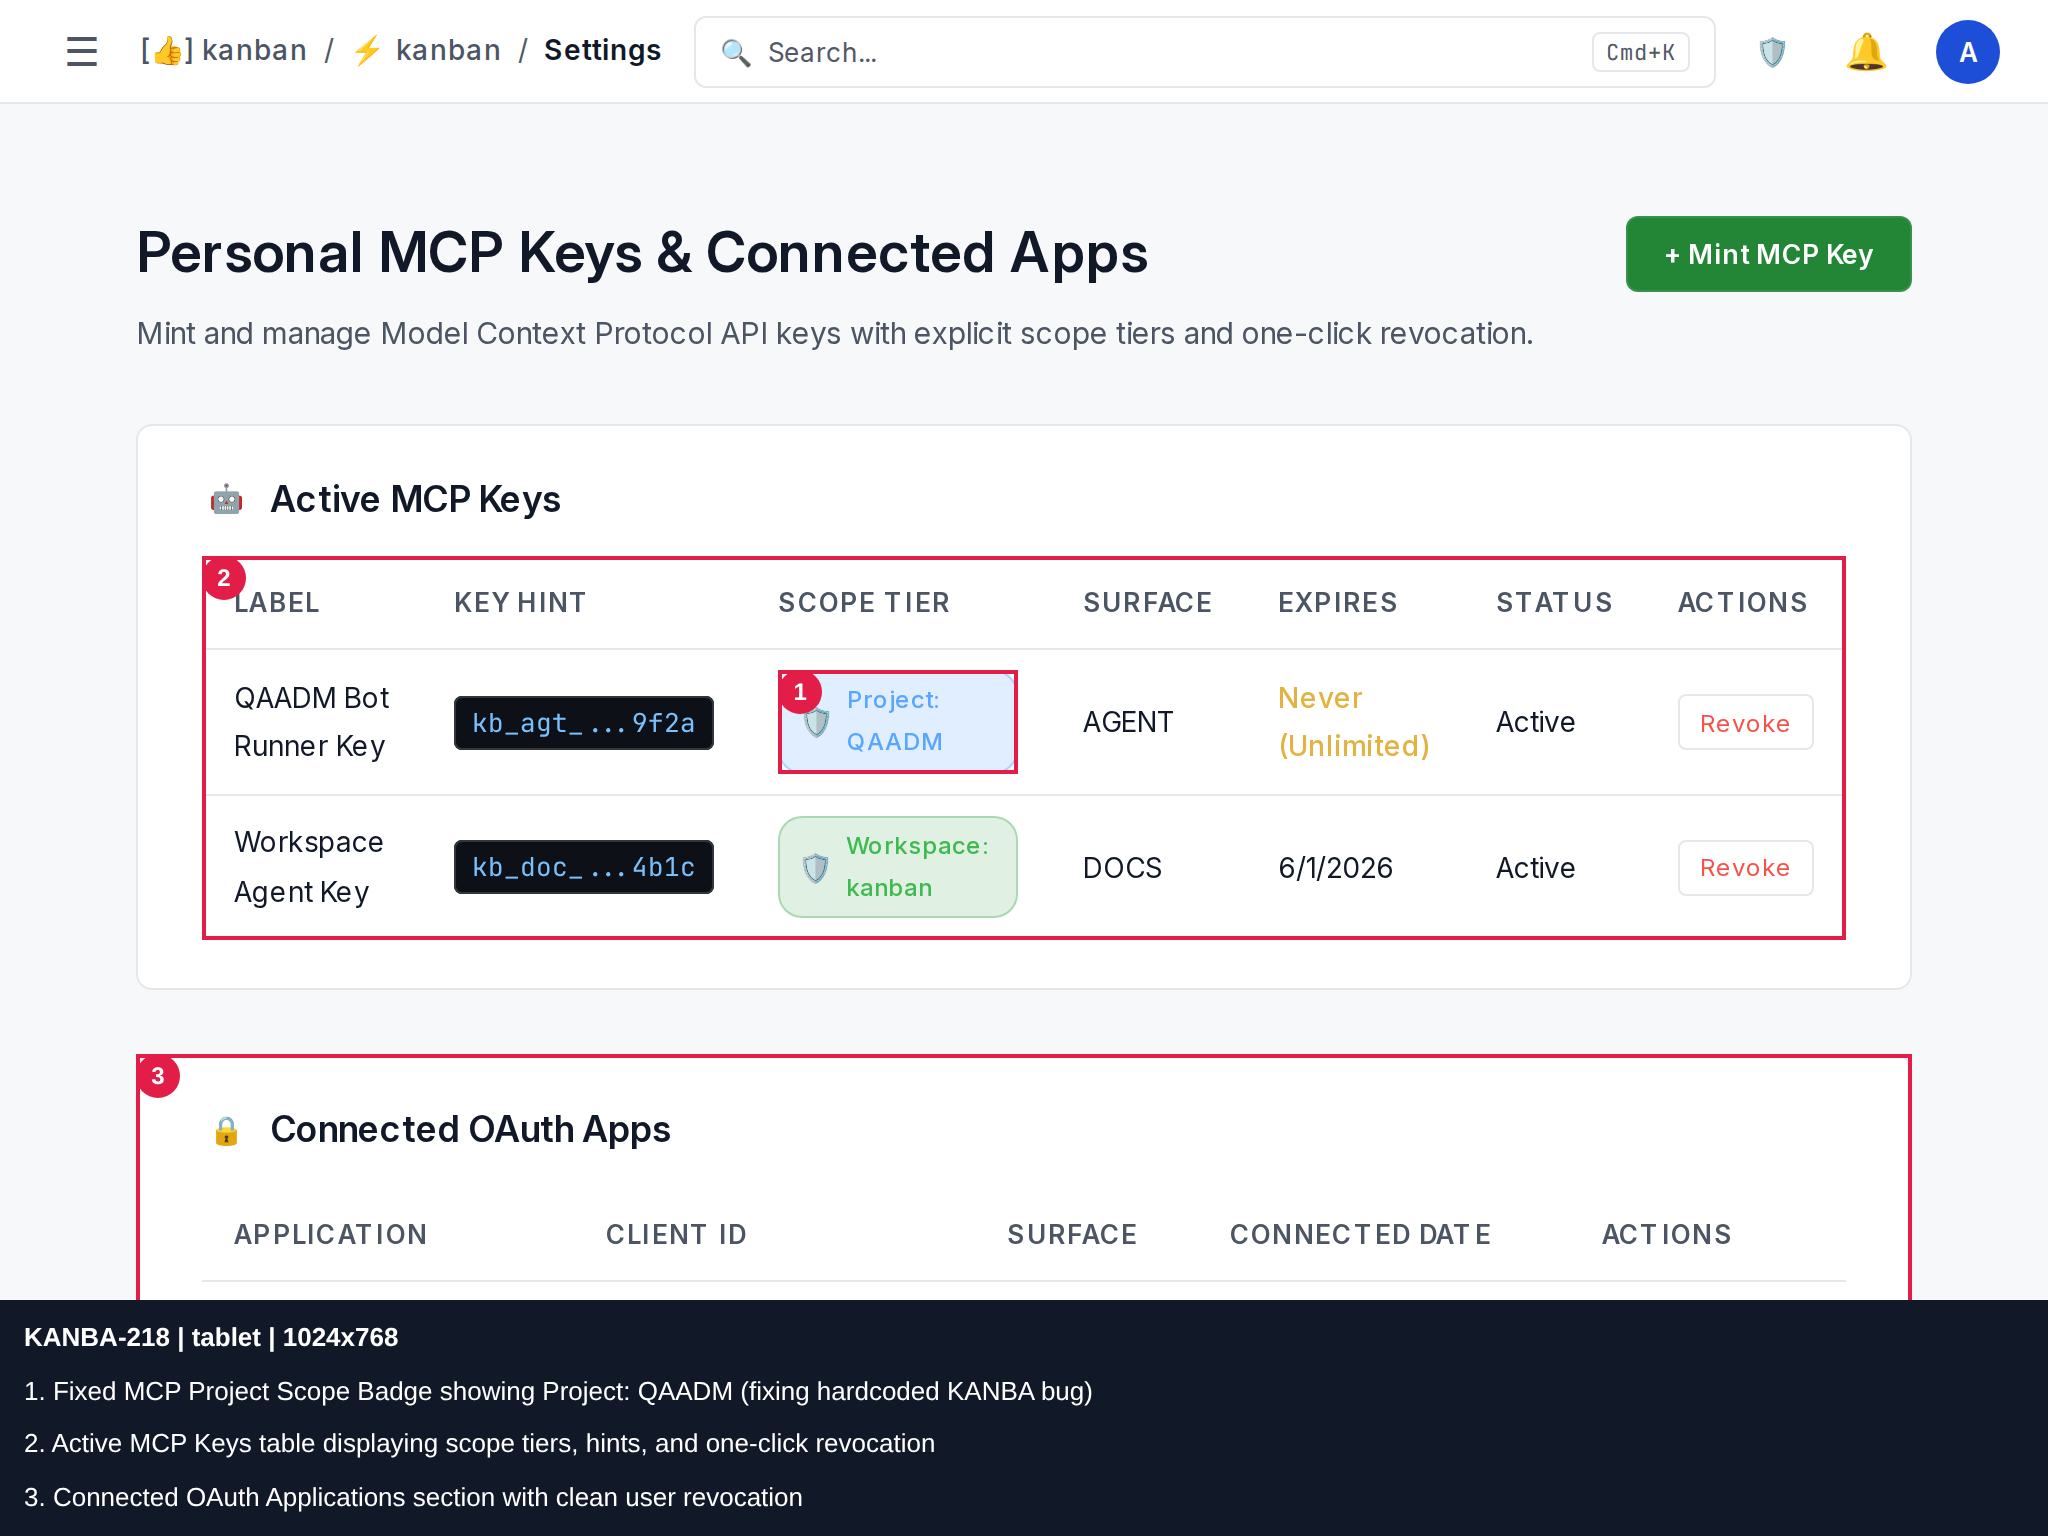 [👍] kanban / ⚡ kanban / Settings
Search...
Cmd+K
A
Personal MCP Keys & Connected Apps
+ Mint MCP Key
Mint and manage Model Context Protocol API keys with explicit scope tiers and one-click revocation.
Active MCP Keys
2
LABEL KEY HINT SCOPE TIER SURFACE EXPIRES STATUS ACTIONS
QAADM Bot
Runner Key
kb_agt_...9f2a
1
Project:
QAADM
AGENT
Never
(Unlimited)
Active
Revoke
Workspace
Agent Key
kb_doc_...4b1c
Workspace:
kanban
DOCS
6/1/2026
Active
Revoke
3
Connected OAuth Apps
APPLICATION CLIENT ID SURFACE CONNECTED DATE ACTIONS
KANBA-218 | tablet | 1024x768
1. Fixed MCP Project Scope Badge showing Project: QAADM (fixing hardcoded KANBA bug)
2. Active MCP Keys table displaying scope tiers, hints, and one-click revocation
3. Connected OAuth Applications section with clean user revocation